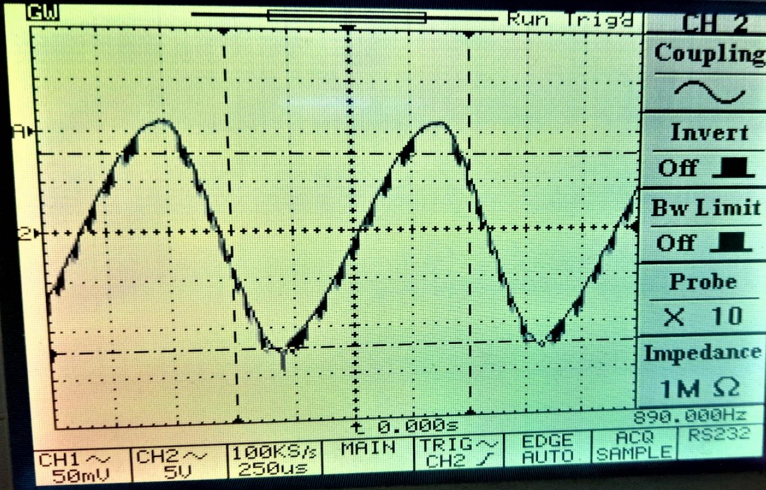 GW
Run Trig'd
CH 2
Coupling
Invert
Off
Bw Limit
Off
Probe
X 10
Impedance
1M Ω
A
2
0.000s
890.000Hz
CH1
50mV
CH2
5V
100KS/s
250us
MAIN
TRIG
CH2
EDGE
AUTO
ACQ
SAMPLE
RS232